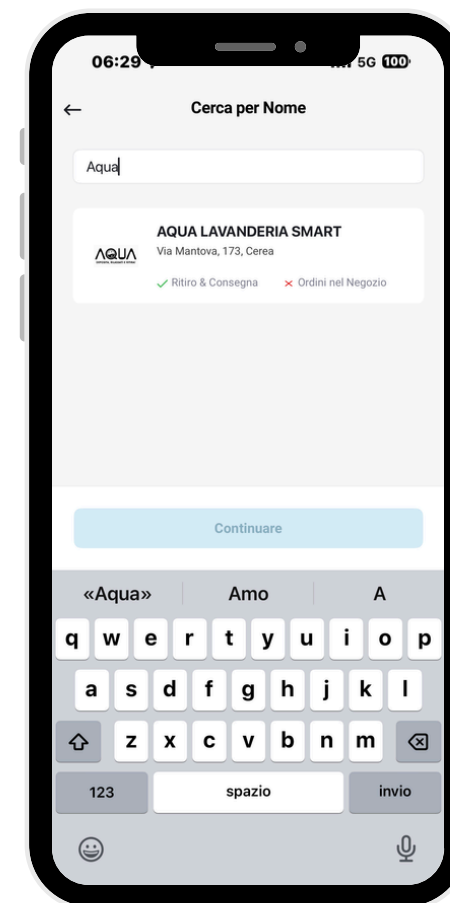 06:29
5G 100
Cerca per Nome
Aqua
AQUA LAVANDERIA SMART
AQUA
Via Mantova, 173, Cerea
Ritiro & Consegna
Ordini nel Negozio
Continuare
«Aqua» Amo A
q w e r t y u i o p
a s d f g h j k l
z x c v b n m
123 spazio invio